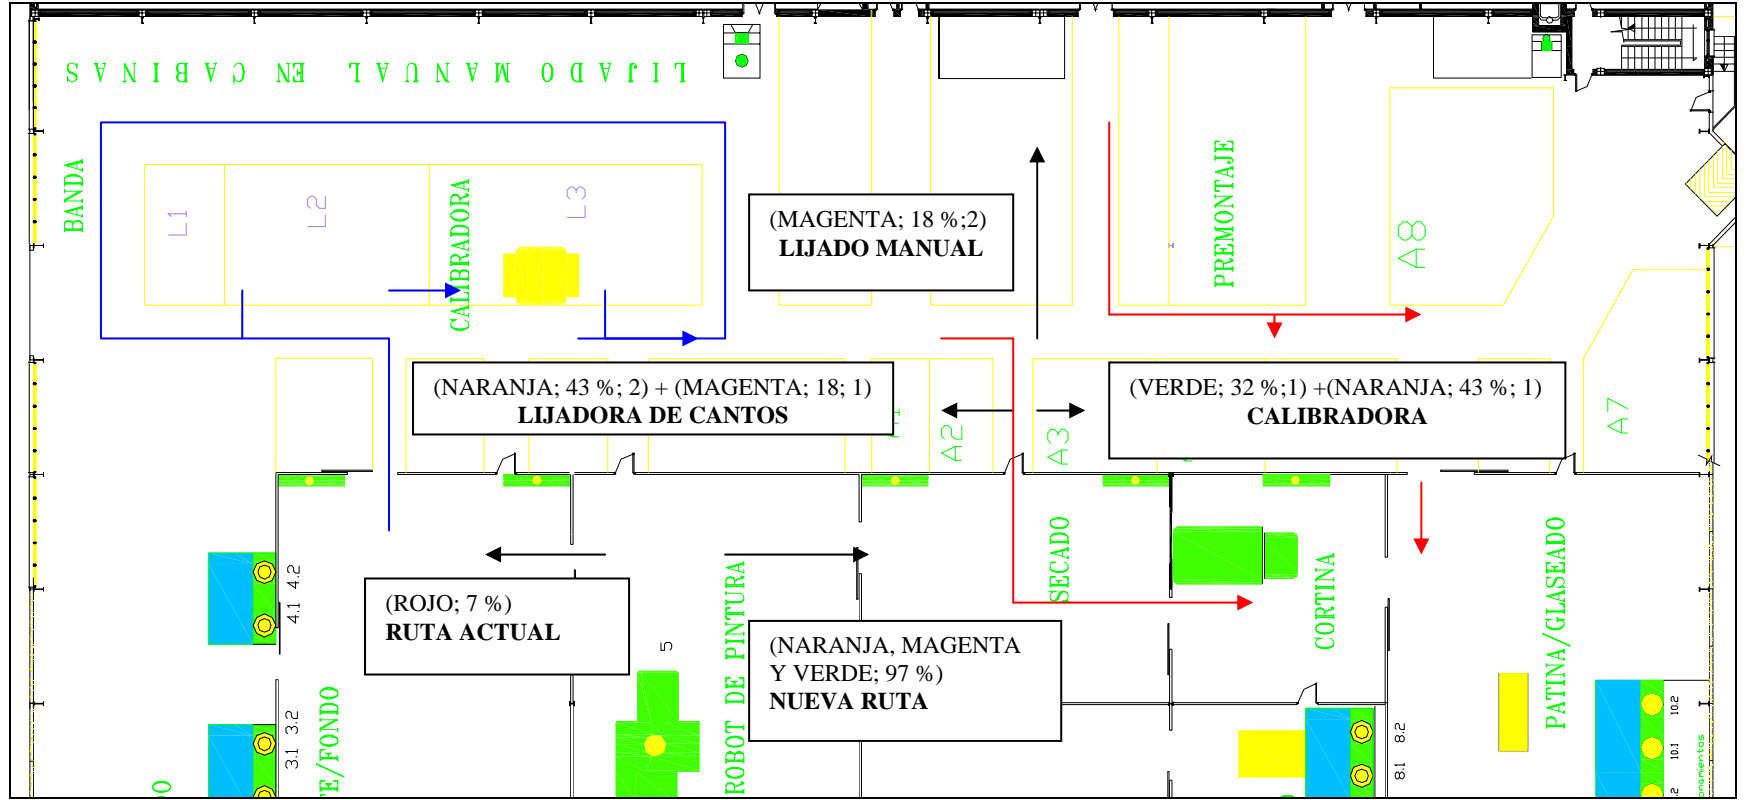 LIJADO MANUAL EN CABINAS
BANDA
L1
L2
CALIBRADORA
L3
(MAGENTA; 18 %;2)
LIJADO MANUAL
PREMONTAJE
A8
(NARANJA; 43 %; 2) + (MAGENTA; 18; 1)
LIJADORA DE CANTOS
A2
A3
(VERDE; 32 %;1) +(NARANJA; 43 %; 1)
CALIBRADORA
A7
4.1 4.2
(ROJO; 7 %)
RUTA ACTUAL
5
ROBOT DE PINTURA
SECADO
CORTINA
PATINA/GLASEADO
(NARANJA, MAGENTA
Y VERDE; 97 %)
NUEVA RUTA
3.1 3.2
TE/FONDO
8.1 8.2
10.2
10.1